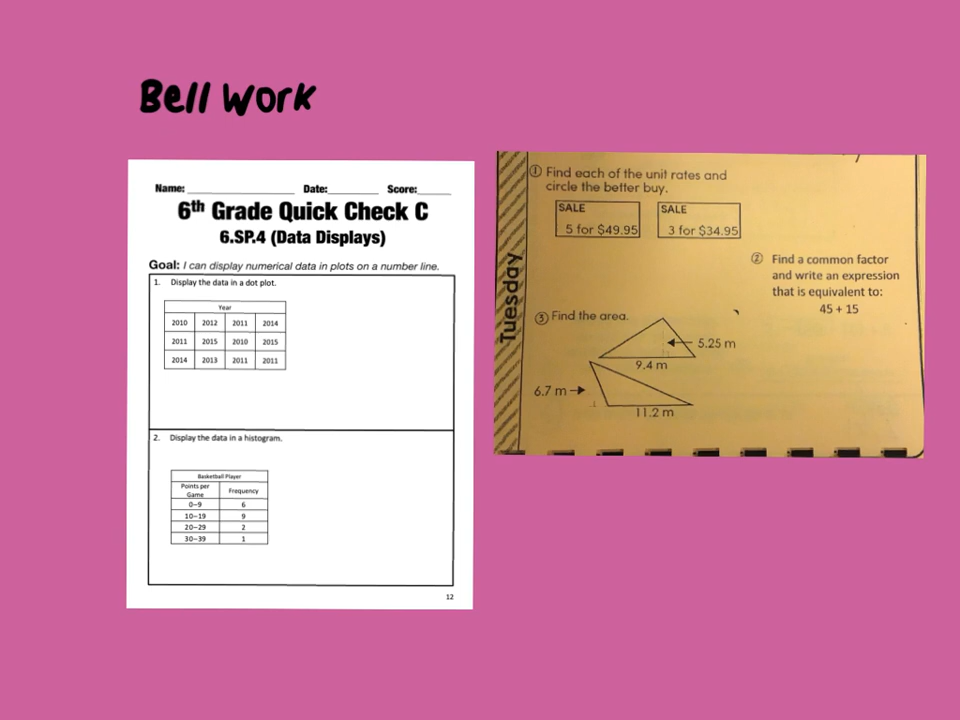 Bell Work
Name: ____________ Date:________ Score:______
6th Grade Quick Check C
6.SP.4 (Data Displays)
Goal: I can display numerical data in plots on a number line.
1. Display the data in a dot plot.
Year
2010 2012 2011 2014
2011 2015 2010 2015
2014 2013 2011 2011
2. Display the data in a histogram.
Basketball Player
Points per
Game
Frequency
0–9 6
10–19 9
20–29 2
30–39 1
12
Tuesday
① Find each of the unit rates and
circle the better buy.
SALE
5 for $49.95
SALE
3 for $34.95
② Find a common factor
and write an expression
that is equivalent to:
45 + 15
③ Find the area.
5.25 m
9.4 m
6.7 m
11.2 m